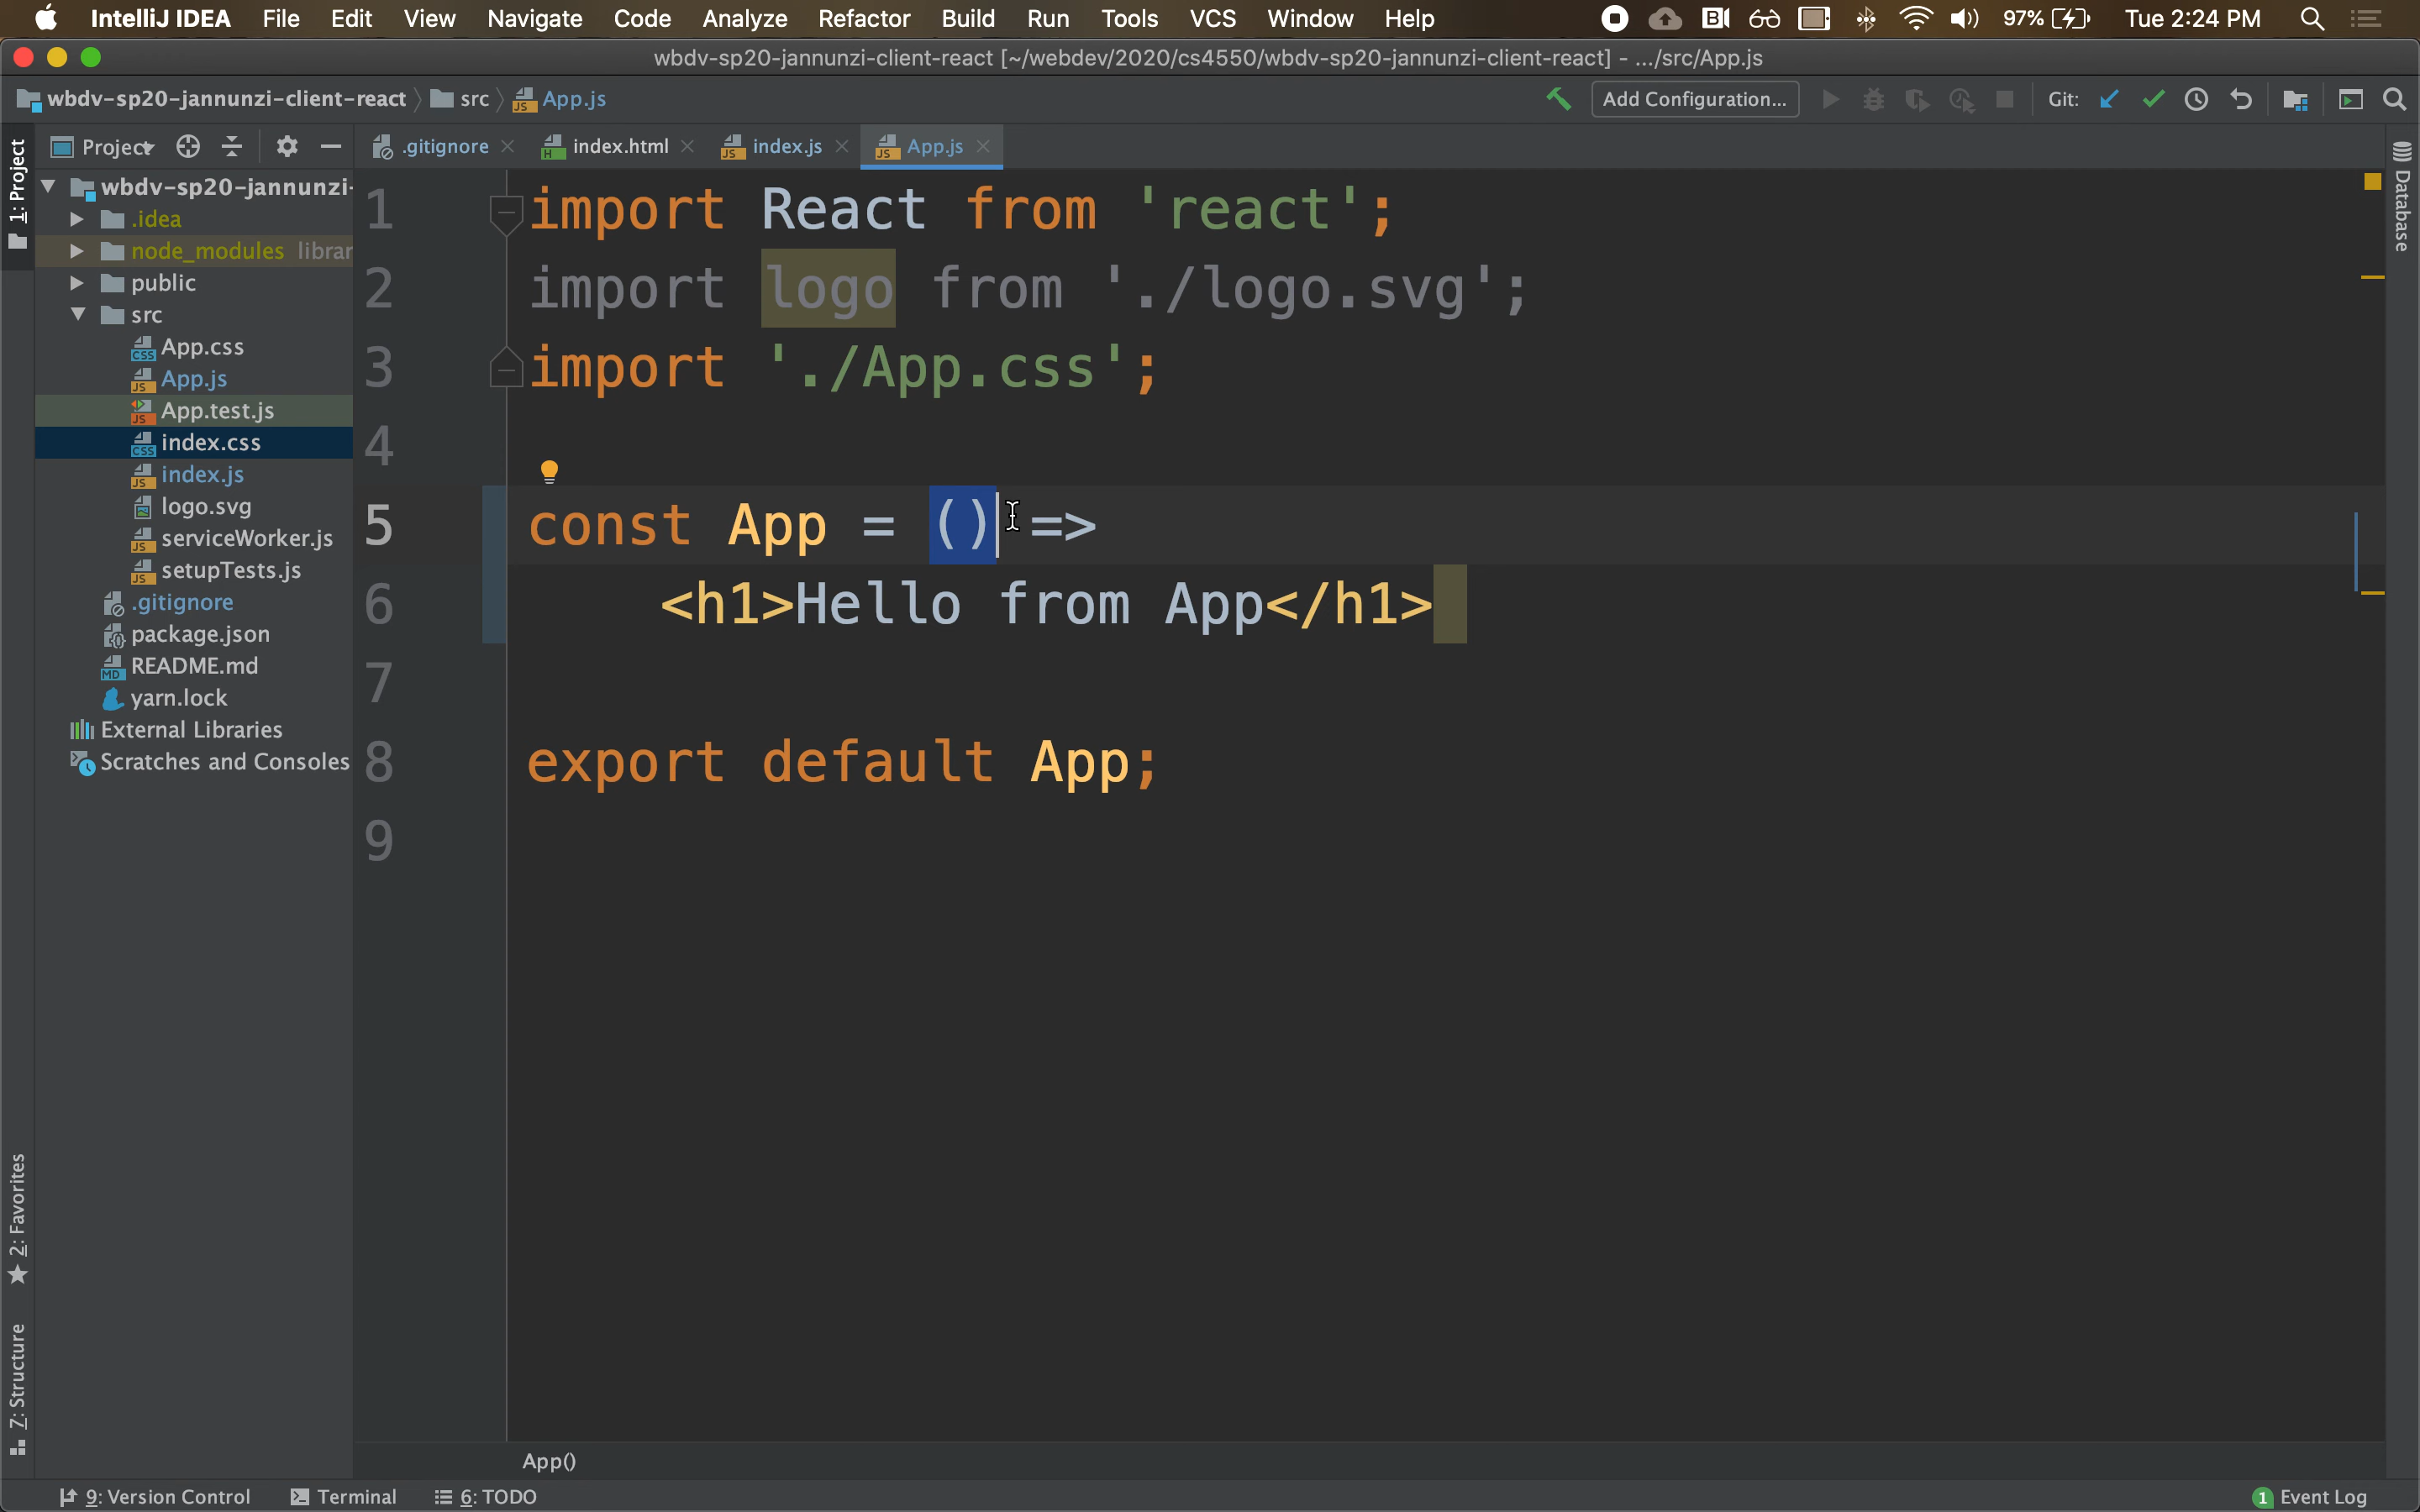 IntelliJ IDEA File Edit View Navigate Code Analyze Refactor Build Run Tools VCS Window Help 97% Tue 2:24 PM
wbdv-sp20-jannunzi-client-react [~/webdev/2020/cs4550/wbdv-sp20-jannunzi-client-react] - .../src/App.js
wbdv-sp20-jannunzi-client-react src App.js Add Configuration... Git:
1: Project
Project
.gitignore index.html index.js App.js
wbdv-sp20-jannunzi-
.idea
node_modules librar
public
src
App.css
App.js
App.test.js
index.css
index.js
logo.svg
serviceWorker.js
setupTests.js
.gitignore
package.json
README.md
yarn.lock
External Libraries
Scratches and Consoles
1 import React from 'react';
2 import logo from './logo.svg';
3 import './App.css';
4
5 const App = () =>
6 <h1>Hello from App</h1>
7
8 export default App;
9
Database
2: Favorites
7: Structure
App()
9: Version Control Terminal 6: TODO 1 Event Log